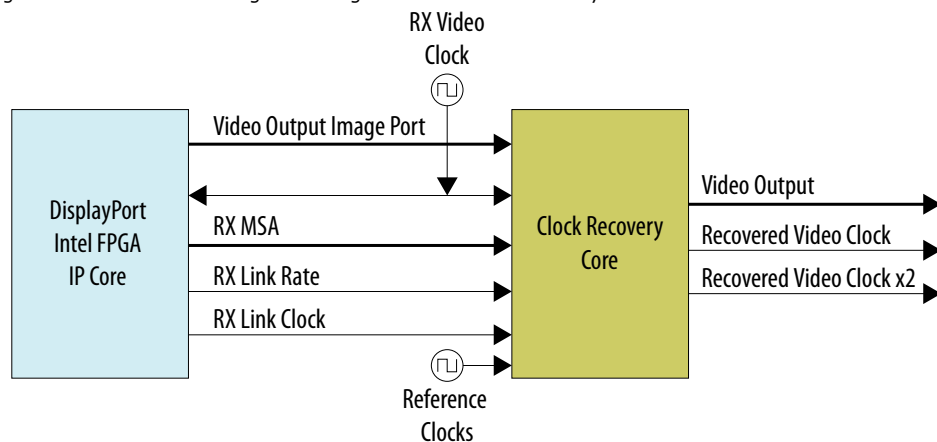 RX Video
Clock
Video Output Image Port
DisplayPort
Intel FPGA
IP Core
RX MSA
RX Link Rate
RX Link Clock
Clock Recovery
Core
Video Output
Recovered Video Clock
Recovered Video Clock x2
Reference
Clocks